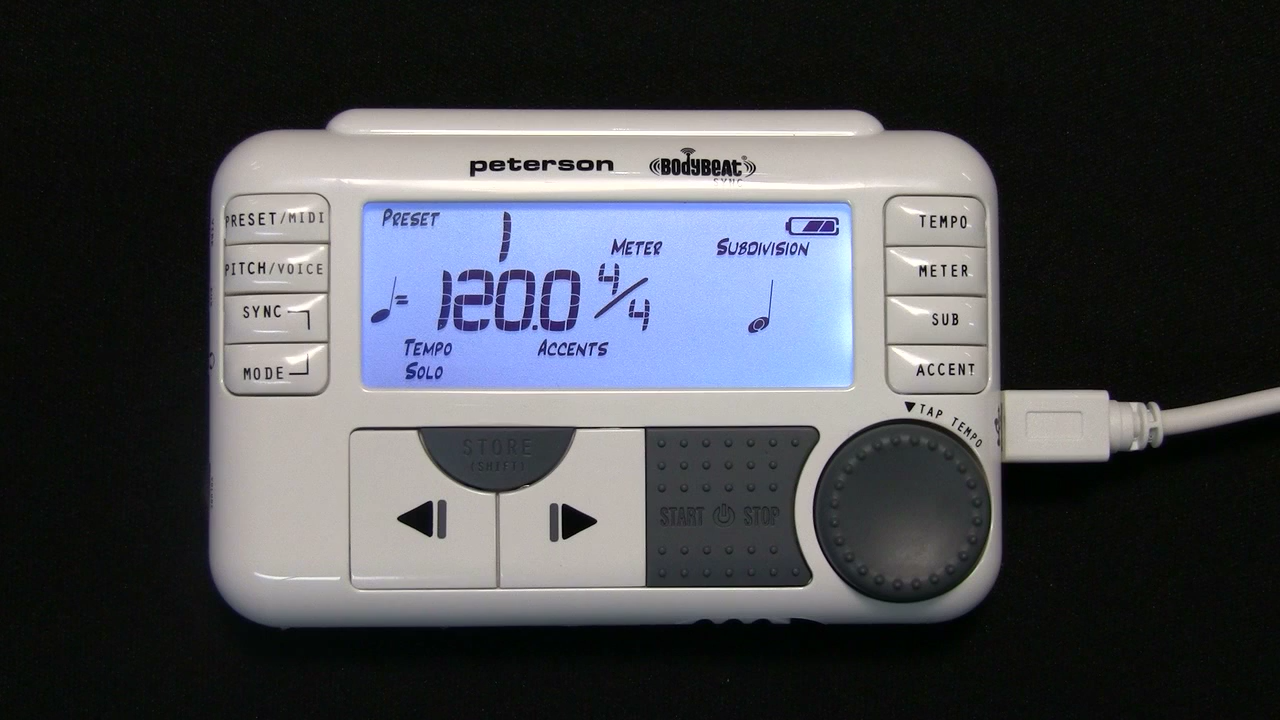 peterson BODYBEAT
SYNC
PRESET/MIDI
PITCH/VOICE
SYNC
MODE
PRESET
METER SUBDIVISION
= 120.0 4/4
TEMPO ACCENTS
SOLO
TEMPO
METER
SUB
ACCENT
TAP TEMPO
STORE
(SHIFT)
START STOP